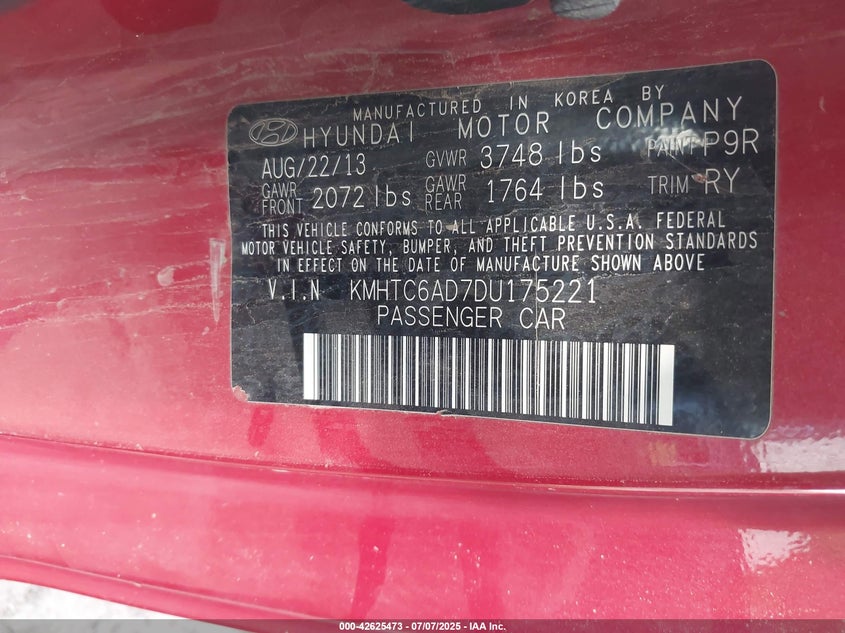 MANUFACTURED IN KOREA BY
HYUNDAI MOTOR COMPANY
AUG/22/13 GVWR 3748 lbs PAINT P9R
GAWR FRONT 2072 lbs GAWR REAR 1764 lbs TRIM RY
THIS VEHICLE CONFORMS TO ALL APPLICABLE U.S.A. FEDERAL
MOTOR VEHICLE SAFETY, BUMPER, AND THEFT PREVENTION STANDARDS
IN EFFECT ON THE DATE OF MANUFACTURE SHOWN ABOVE.
V.I.N KMHTC6AD7DU175221
PASSENGER CAR
000-42625473 - 07/07/2025 - IAA Inc.